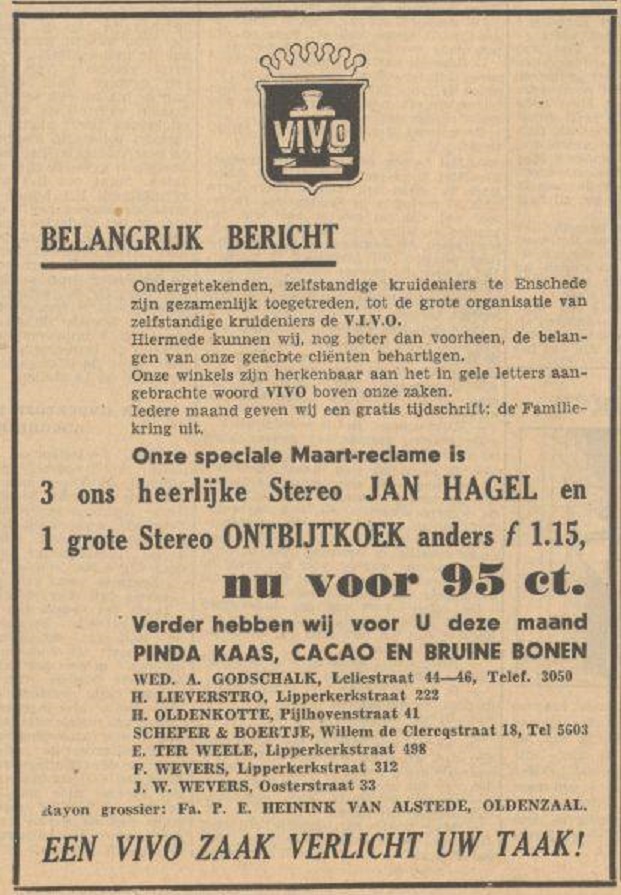 VIVO
BELANGRIJK BERICHT
Ondergetekenden, zelfstandige kruideniers te Enschede
zijn gezamenlijk toegetreden, tot de grote organisatie van
zelfstandige kruideniers de V.I.V.O.
Hiermede kunnen wij, nog beter dan voorheen, de belan-
gen van onze geachte cliënten behartigen.
Onze winkels zijn herkenbaar aan het in gele letters aan-
gebrachte woord VIVO boven onze zaken.
Iedere maand geven wij een gratis tijdschrift: de Familie-
kring uit.
Onze speciale Maart-reclame is
3 ons heerlijke Stereo JAN HAGEL en
1 grote Stereo ONTBIJTKOEK anders f 1.15,
nu voor 95 ct.
Verder hebben wij voor U deze maand
PINDA KAAS, CACAO EN BRUINE BONEN
WED. A. GODSCHALK, Leliestraat 44—46, Telef. 3050
H. LIEVERSTRO, Lipperkerkstraat 222
H. OLDENKOTTE, Pijlhovenstraat 41
SCHEPER & BOERTJE, Willem de Clercqstraat 18, Tel 5603
E. TER WEELE, Lipperkerkstraat 498
F. WEVERS, Lipperkerkstraat 312
J. W. WEVERS, Oosterstraat 33
Rayon grossier: Fa. P. E. HEININK VAN ALSTEDE, OLDENZAAL.
EEN VIVO ZAAK VERLICHT UW TAAK!